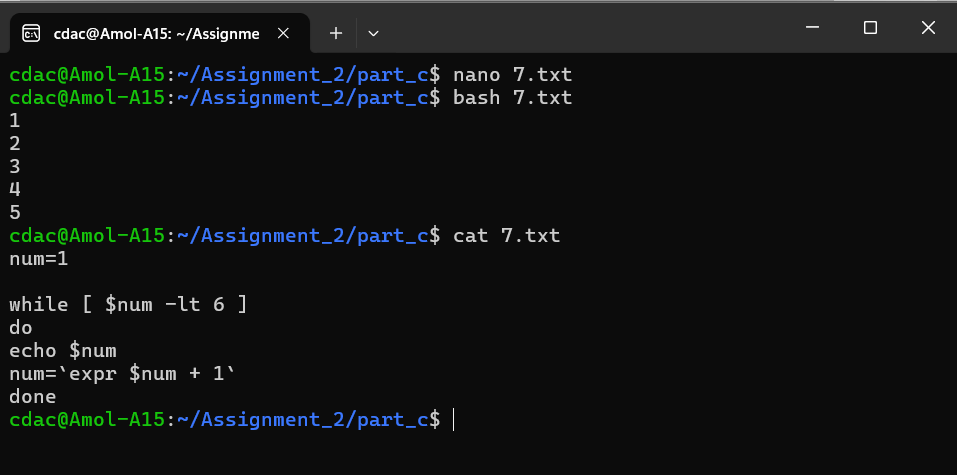 cdac@Amol-A15: ~/Assignme
cdac@Amol-A15:~/Assignment_2/part_c$ nano 7.txt
cdac@Amol-A15:~/Assignment_2/part_c$ bash 7.txt
1
2
3
4
5
cdac@Amol-A15:~/Assignment_2/part_c$ cat 7.txt
num=1

while [ $num -lt 6 ]
do
echo $num
num=`expr $num + 1`
done
cdac@Amol-A15:~/Assignment_2/part_c$